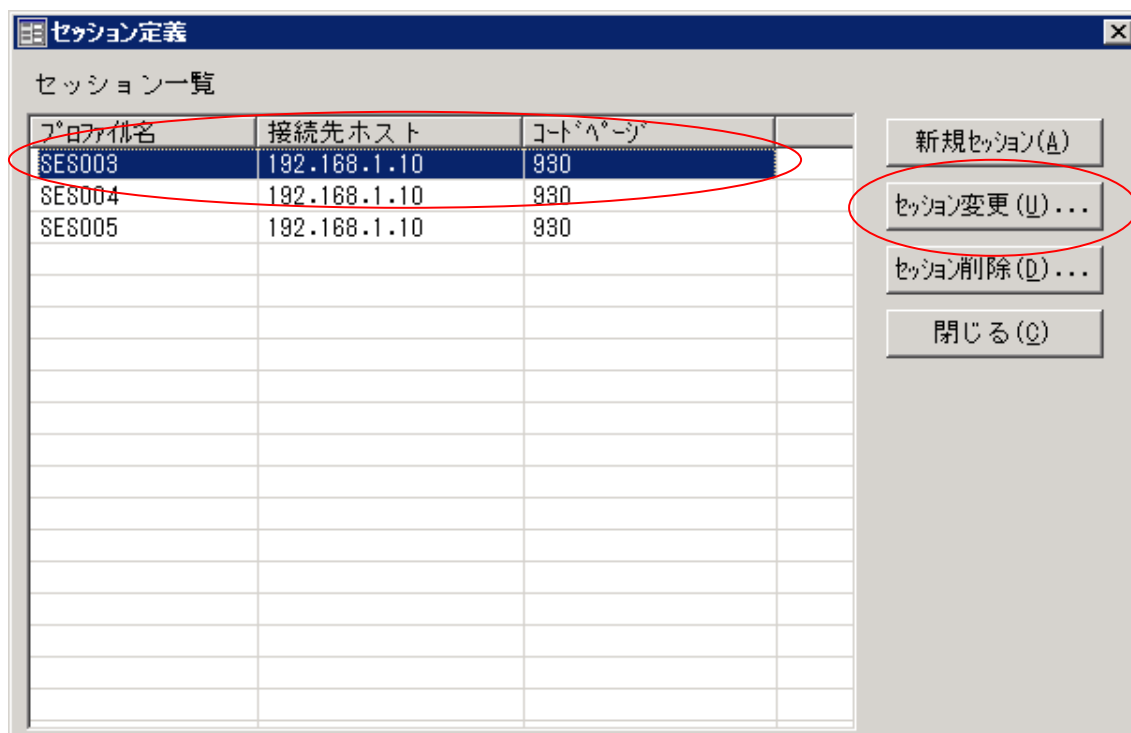 セッション定義
セッション一覧
プロファイル名 接続先ホスト コードページ
SES003 192.168.1.10 930
SES004 192.168.1.10 930
SES005 192.168.1.10 930
新規セッション(A)
セッション変更(U)...
セッション削除(D)...
閉じる(C)